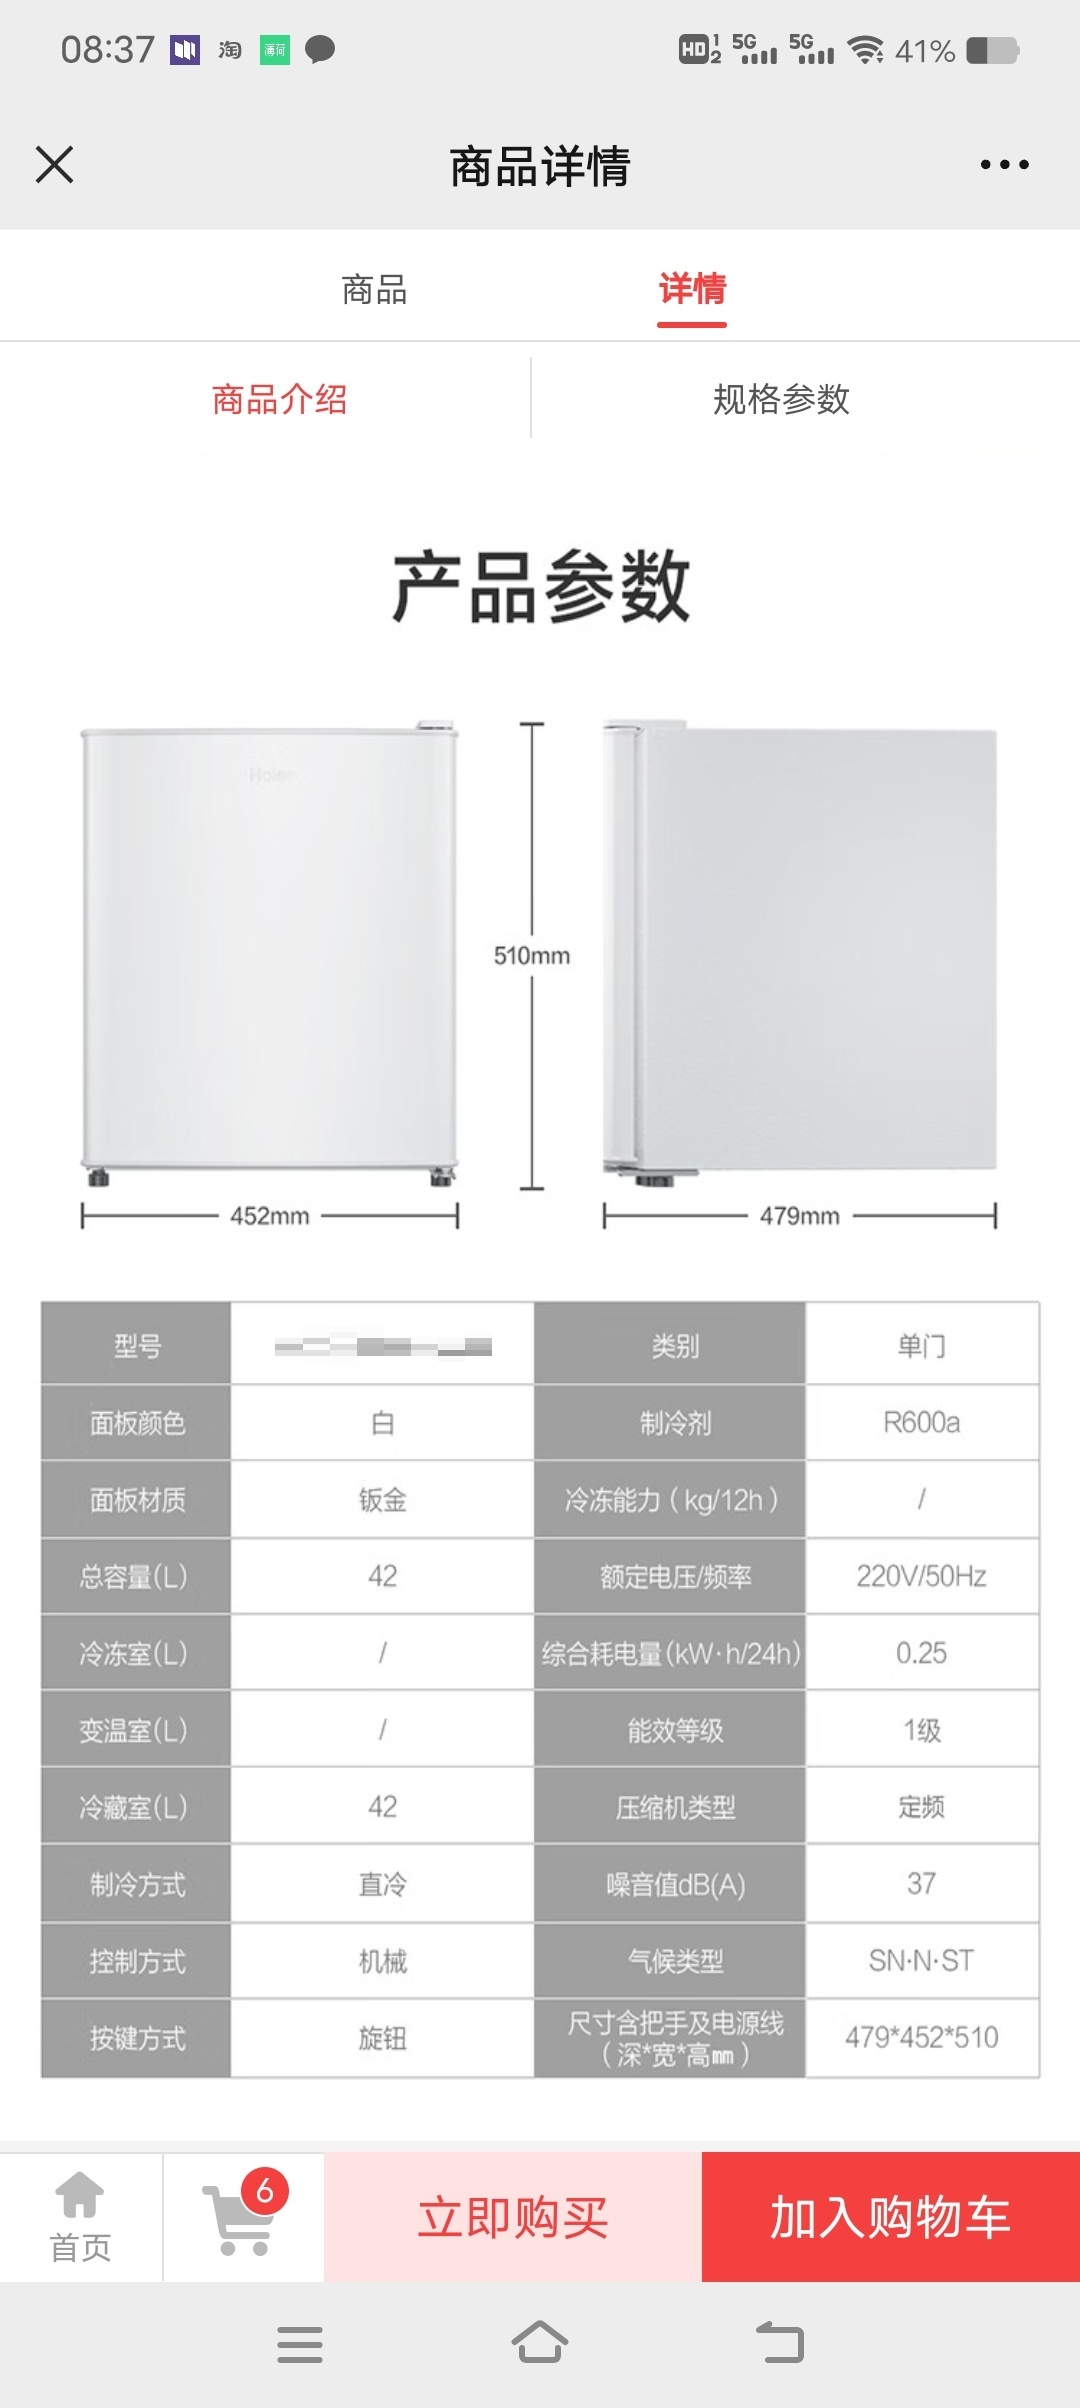 08:37
淘
薄荷
HD 1 2 5G 5G 41%
商品详情
商品 详情
商品介绍 规格参数
产品参数
Haier
510mm
452mm 479mm
型号 类别 单门
面板颜色 白 制冷剂 R600a
面板材质 钣金 冷冻能力（kg/12h） /
总容量(L) 42 额定电压/频率 220V/50Hz
冷冻室(L) / 综合耗电量(kW·h/24h) 0.25
变温室(L) / 能效等级 1级
冷藏室(L) 42 压缩机类型 定频
制冷方式 直冷 噪音值dB(A) 37
控制方式 机械 气候类型 SN·N·ST
按键方式 旋钮 尺寸含把手及电源线
（深*宽*高mm） 479*452*510
6
首页 立即购买 加入购物车